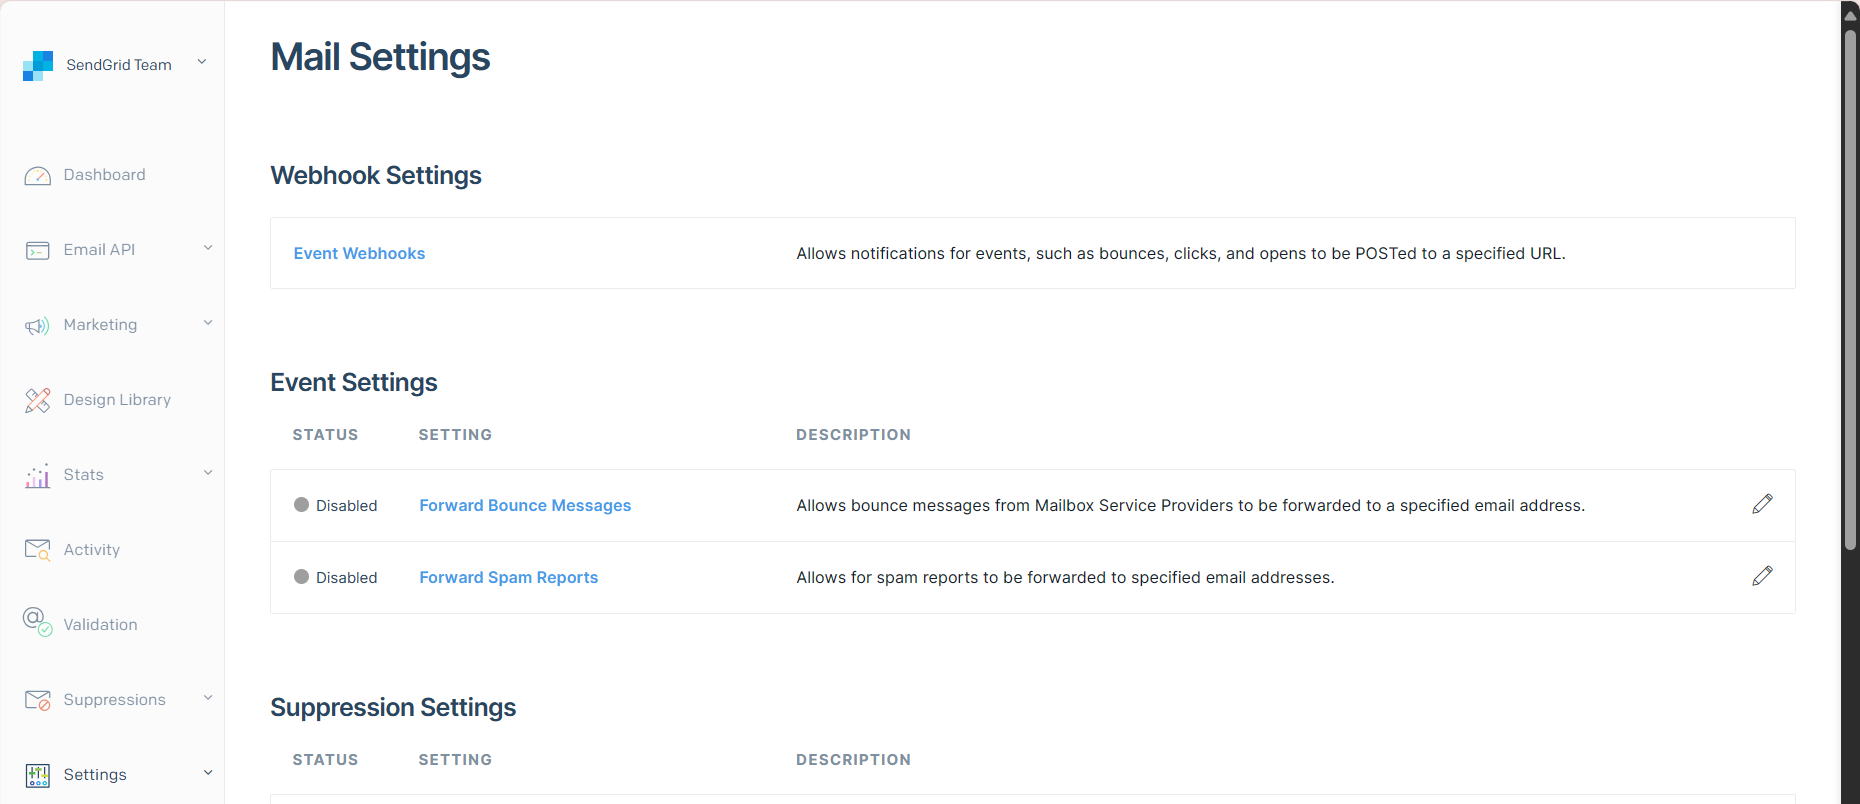 SendGrid Team
Dashboard
Email API
Marketing
Design Library
Stats
Activity
Validation
Suppressions
Settings
Mail Settings
Webhook Settings
Event Webhooks Allows notifications for events, such as bounces, clicks, and opens to be POSTed to a specified URL.
Event Settings
STATUS SETTING DESCRIPTION
Disabled Forward Bounce Messages Allows bounce messages from Mailbox Service Providers to be forwarded to a specified email address.
Disabled Forward Spam Reports Allows for spam reports to be forwarded to specified email addresses.
Suppression Settings
STATUS SETTING DESCRIPTION